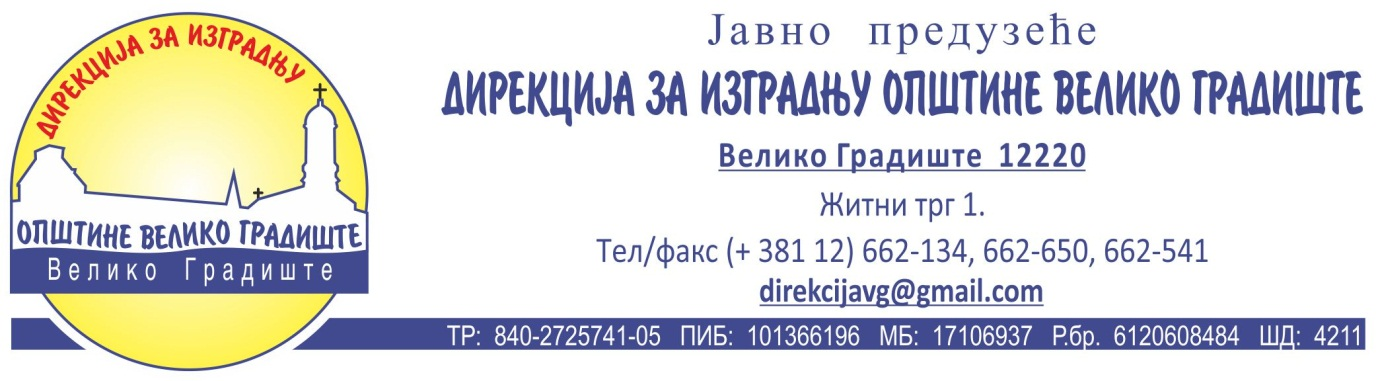 ДИРЕКЦИЈА ЗА ИЗГРАДЊУ
ОПШТИНЕ ВЕЛИКО ГРАДИШТЕ
Велико Градиште
Јавно предузеће
ДИРЕКЦИЈА ЗА ИЗГРАДЊУ ОПШТИНЕ ВЕЛИКО ГРАДИШТЕ
Велико Градиште 12220
Житни трг 1.
Тел/факс (+ 381 12) 662-134, 662-650, 662-541
direkcijavg@gmail.com
ТР: 840-2725741-05 ПИБ: 101366196 МБ: 17106937 Р.бр. 6120608484 ШД: 4211